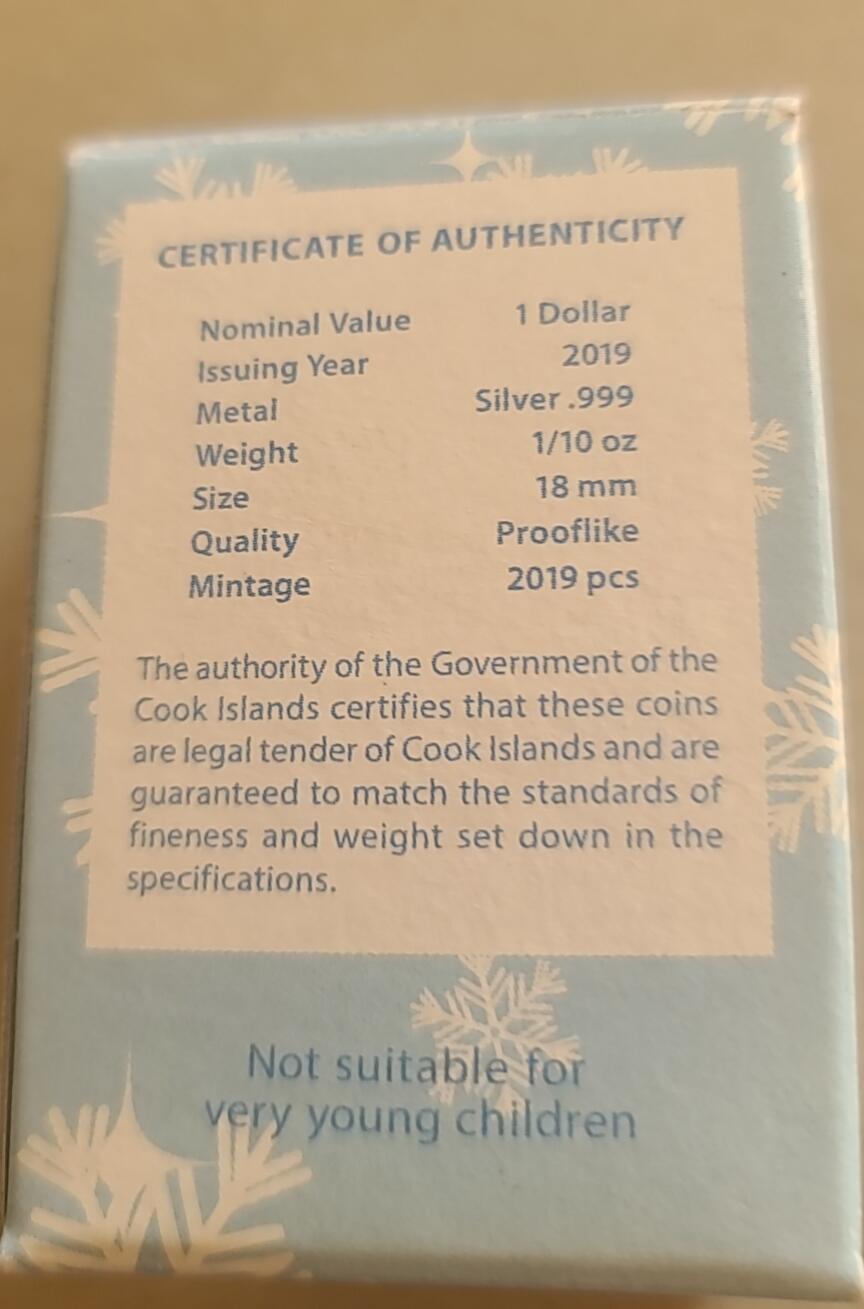 CERTIFICATE OF AUTHENTICITY
Nominal Value 1 Dollar
Issuing Year 2019
Metal Silver .999
Weight 1/10 oz
Size 18 mm
Quality Prooflike
Mintage 2019 pcs
The authority of the Government of the
Cook Islands certifies that these coins
are legal tender of Cook Islands and are
guaranteed to match the standards of
fineness and weight set down in the
specifications.
Not suitable for
very young children